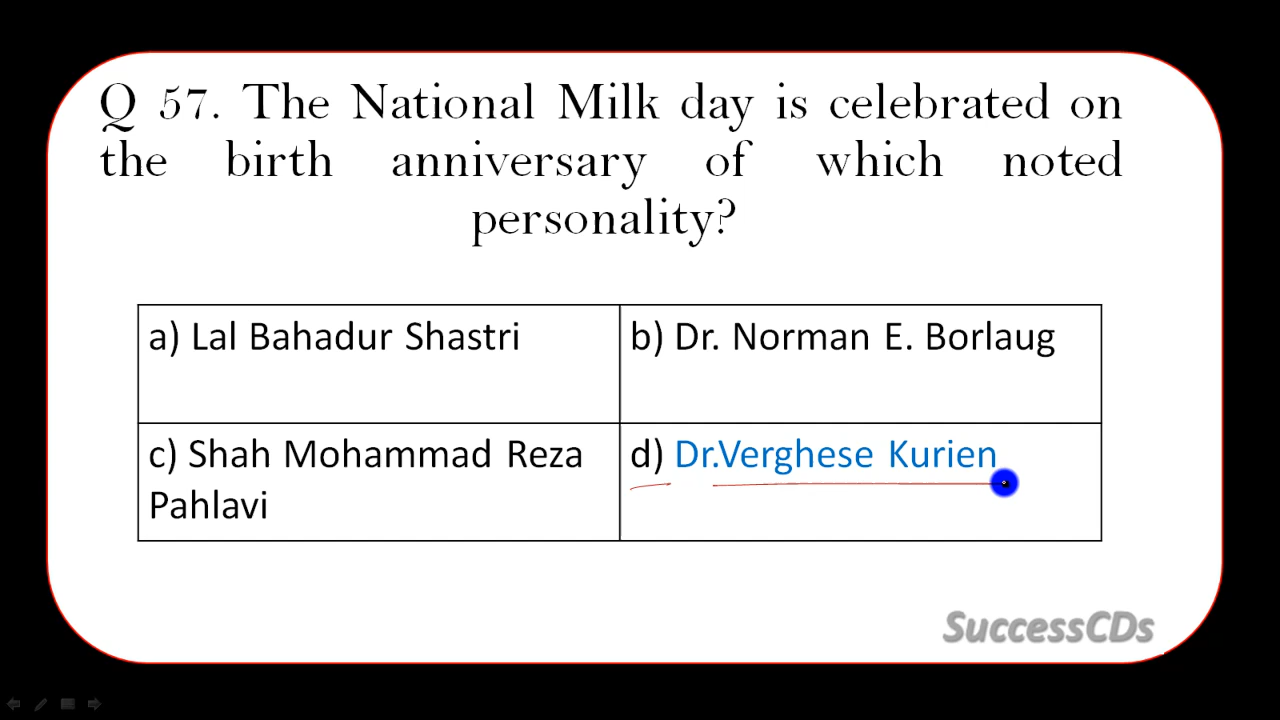 Q 57. The National Milk day is celebrated on
the birth anniversary of which noted
personality?
a) Lal Bahadur Shastri
b) Dr. Norman E. Borlaug
c) Shah Mohammad Reza
Pahlavi
d) Dr.Verghese Kurien
SuccessCDs